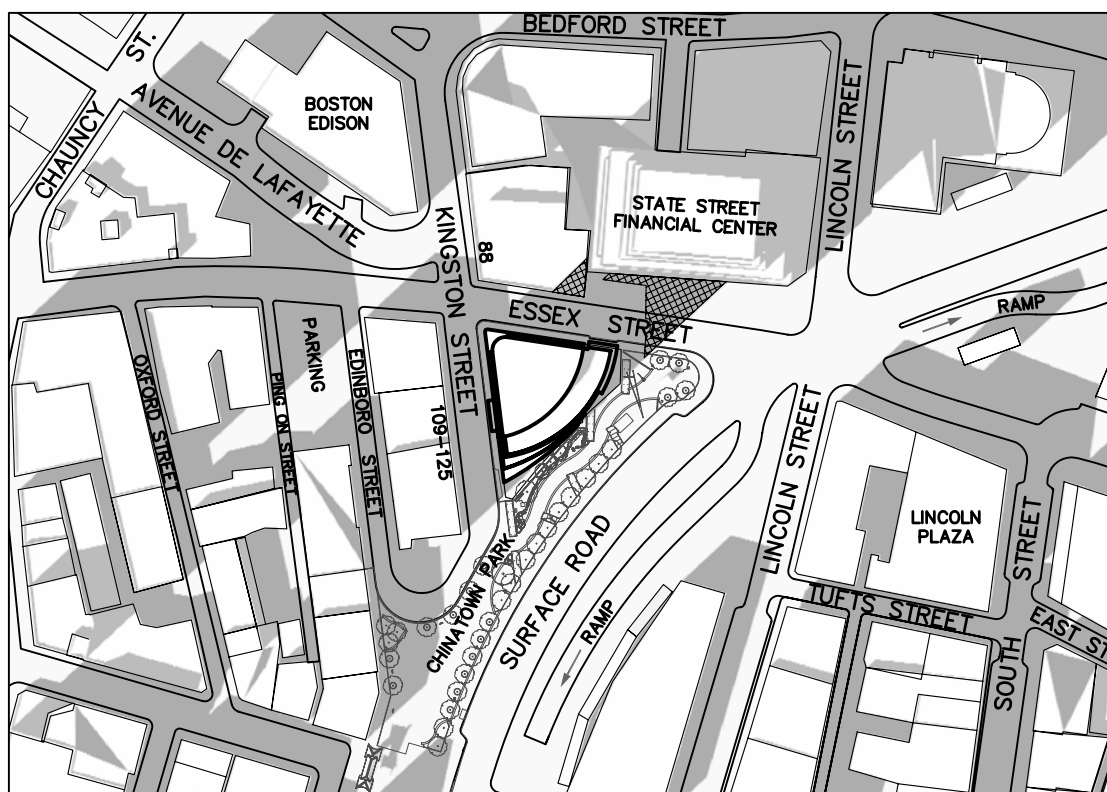 BEDFORD STREET
ST.
CHAUNCY
AVENUE DE LAFAYETTE
BOSTON
EDISON
LINCOLN STREET
STATE STREET
FINANCIAL CENTER
KINGSTON STREET
88
ESSEX STREET
RAMP
PARKING
OXFORD STREET
PING ON STREET
EDINBORO STREET
109-125
LINCOLN STREET
LINCOLN
PLAZA
SURFACE ROAD
CHINATOWN PARK
RAMP
TUFTS STREET
SOUTH STREET
EAST ST